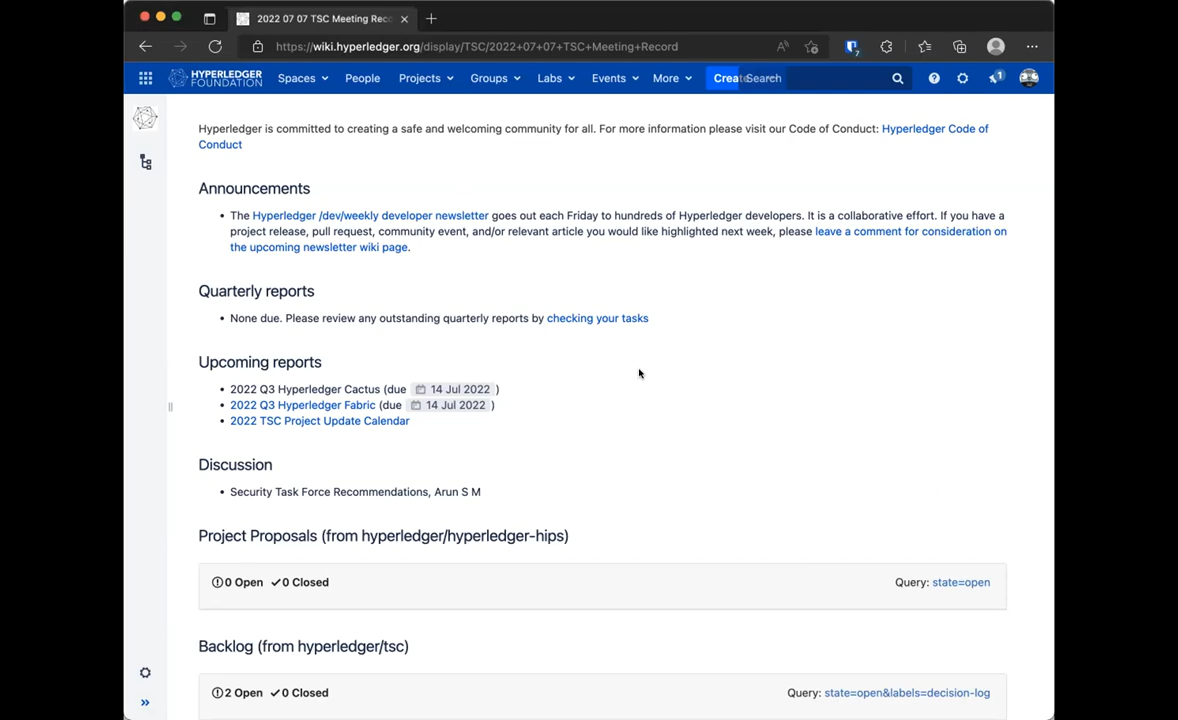 2022 07 07 TSC Meeting Reco
https://wiki.hyperledger.org/display/TSC/2022+07+07+TSC+Meeting+Record
HYPERLEDGER FOUNDATION Spaces People Projects Groups Labs Events More Create Search 1
Hyperledger is committed to creating a safe and welcoming community for all. For more information please visit our Code of Conduct: Hyperledger Code of
Conduct
Announcements
• The Hyperledger /dev/weekly developer newsletter goes out each Friday to hundreds of Hyperledger developers. It is a collaborative effort. If you have a
project release, pull request, community event, and/or relevant article you would like highlighted next week, please leave a comment for consideration on
the upcoming newsletter wiki page.
Quarterly reports
• None due. Please review any outstanding quarterly reports by checking your tasks
Upcoming reports
• 2022 Q3 Hyperledger Cactus (due 14 Jul 2022 )
• 2022 Q3 Hyperledger Fabric (due 14 Jul 2022 )
• 2022 TSC Project Update Calendar
Discussion
• Security Task Force Recommendations, Arun S M
Project Proposals (from hyperledger/hyperledger-hips)
0 Open ✓0 Closed Query: state=open
Backlog (from hyperledger/tsc)
2 Open ✓0 Closed Query: state=open&labels=decision-log